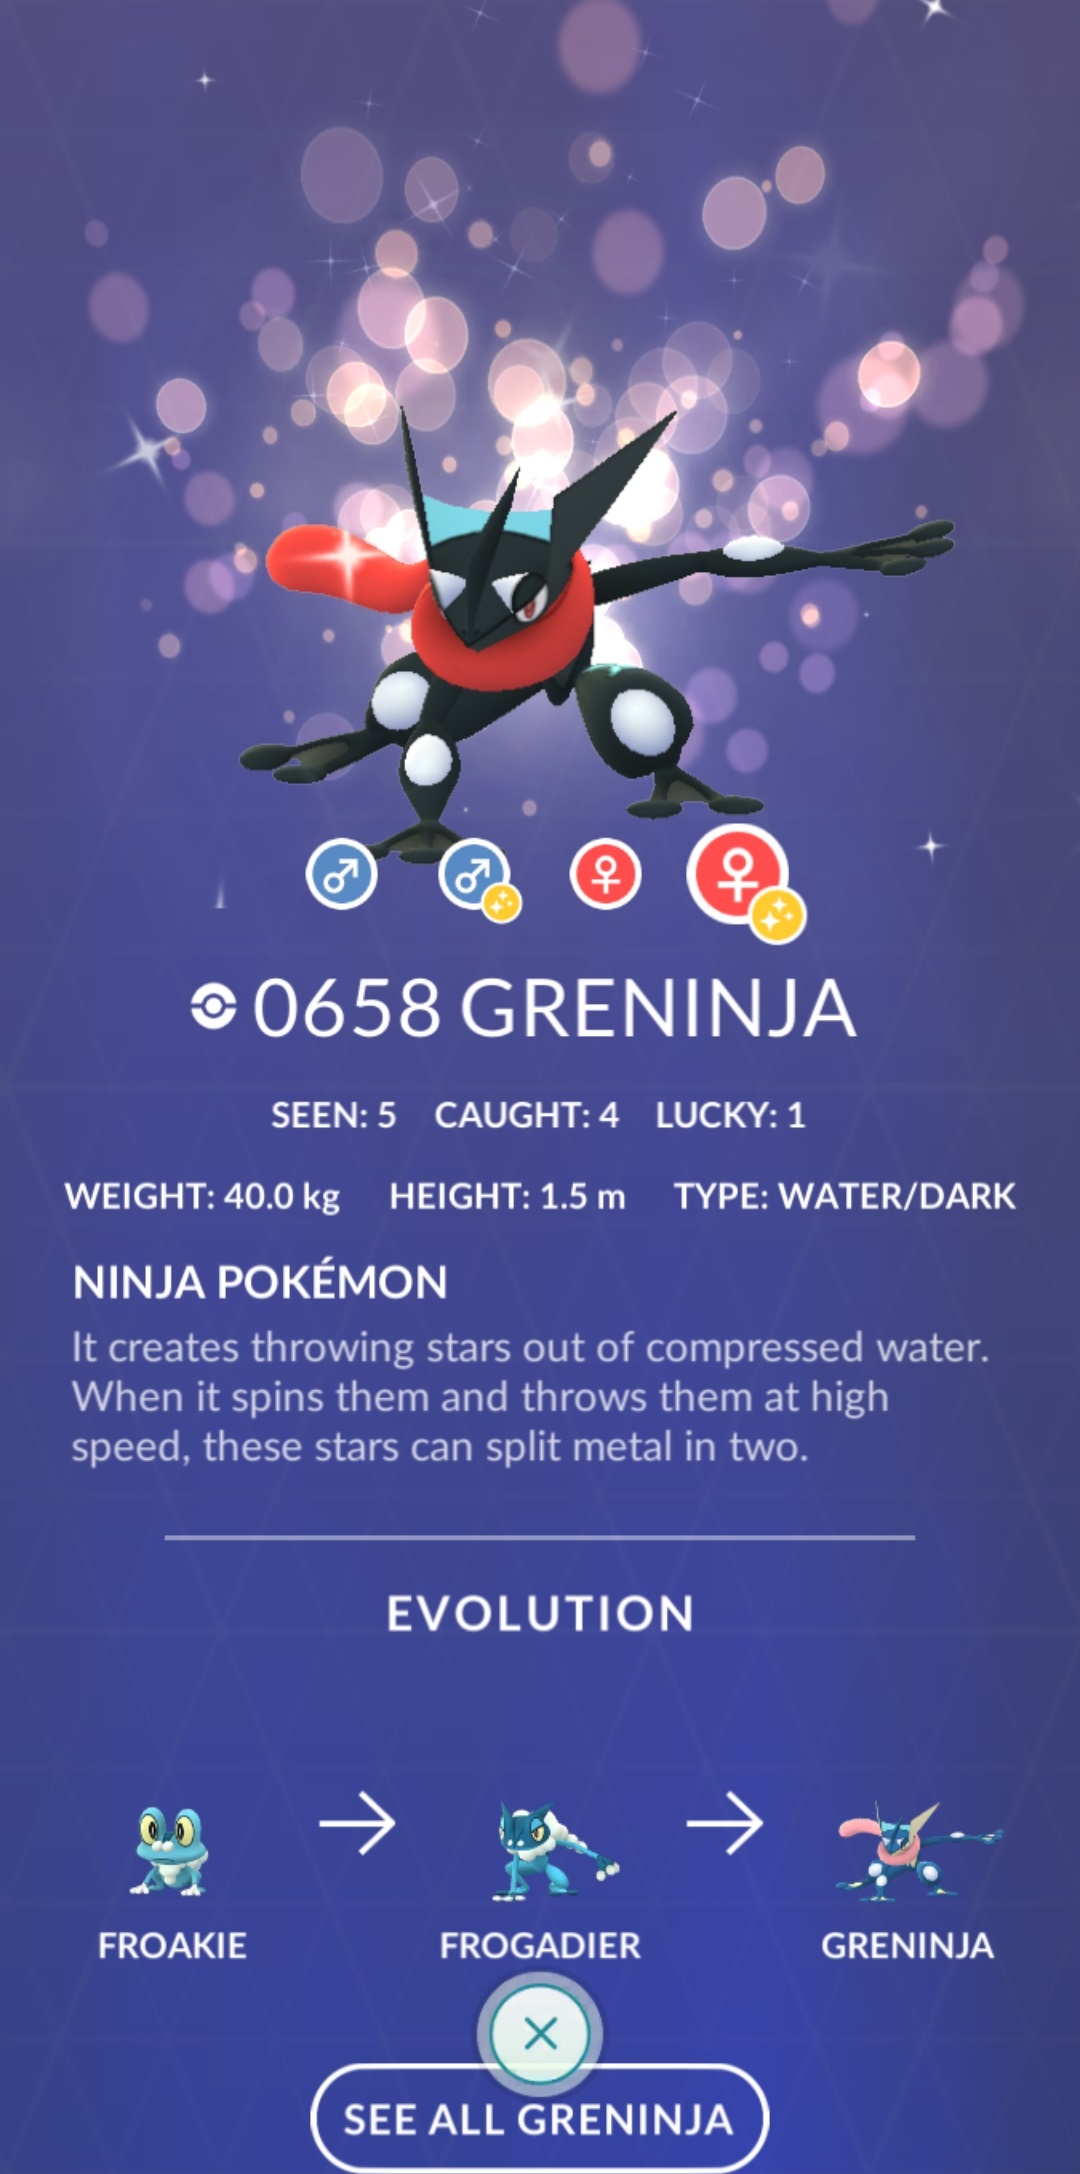 0658 GRENINJA
SEEN: 5 CAUGHT: 4 LUCKY: 1
WEIGHT: 40.0 kg HEIGHT: 1.5 m TYPE: WATER/DARK
NINJA POKÉMON
It creates throwing stars out of compressed water.
When it spins them and throws them at high
speed, these stars can split metal in two.
EVOLUTION
FROAKIE FROGADIER GRENINJA
SEE ALL GRENINJA